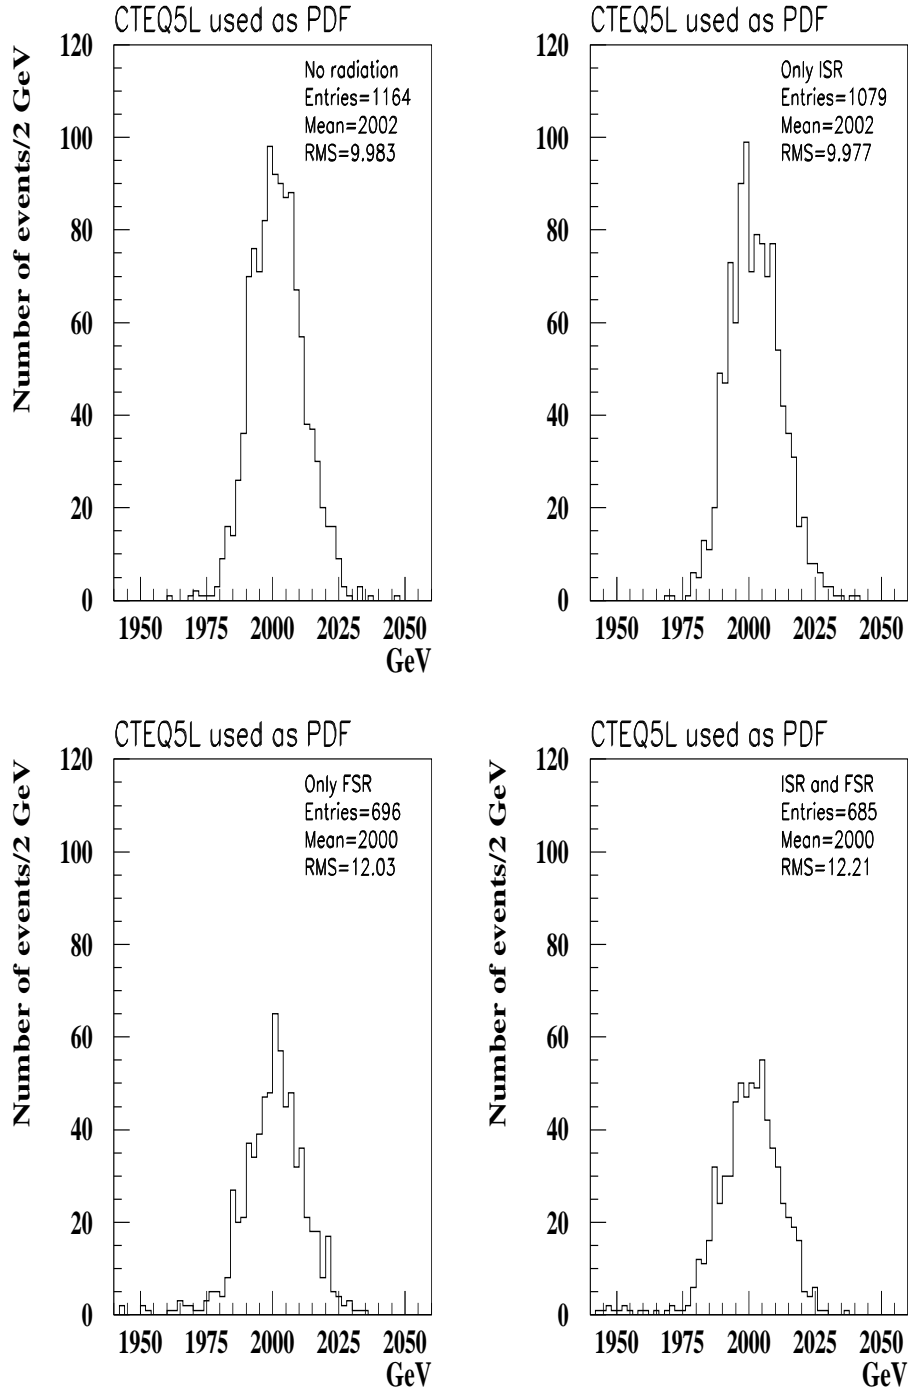 CTEQ5L used as PDF
Number of events/2 GeV
120
100
80
60
40
20
0
No radiation
Entries=1164
Mean=2002
RMS=9.983
1950 1975 2000 2025 2050
GeV
CTEQ5L used as PDF
120
100
80
60
40
20
0
Only ISR
Entries=1079
Mean=2002
RMS=9.977
1950 1975 2000 2025 2050
CTEQ5L used as PDF
Number of events/2 GeV
120
100
80
60
40
20
0
Only FSR
Entries=696
Mean=2000
RMS=12.03
1950 1975 2000 2025 2050
GeV
CTEQ5L used as PDF
Number of events/2 GeV
120
100
80
60
40
20
0
ISR and FSR
Entries=685
Mean=2000
RMS=12.21
1950 1975 2000 2025 2050
GeV